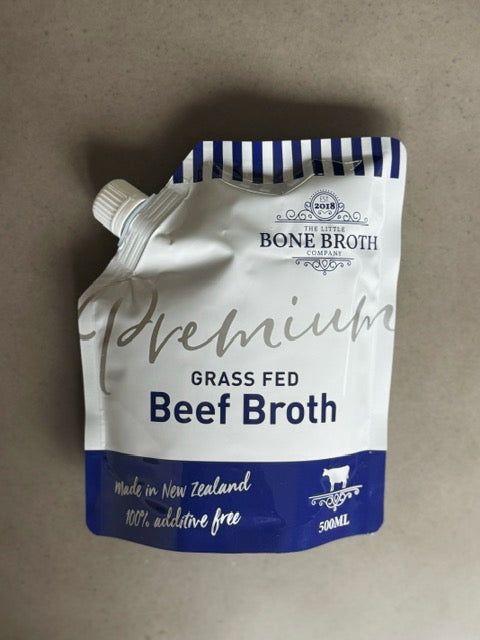 EST
2018
THE LITTLE
BONE BROTH
COMPANY
Premium
GRASS FED
Beef Broth
made in New Zealand
100% additive free
500ML